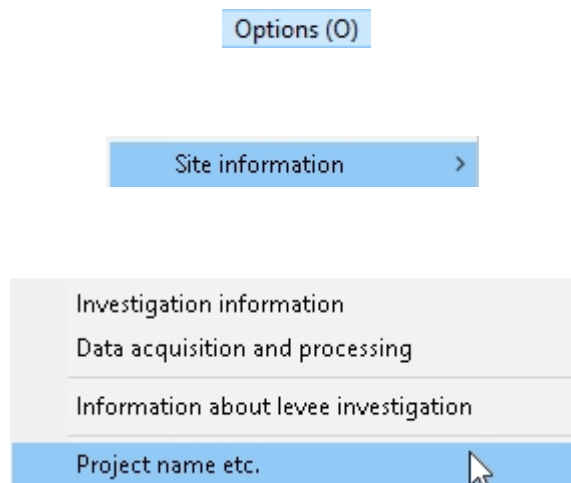 Options (O)
Site information
Investigation information
Data acquisition and processing
Information about levee investigation
Project name etc.